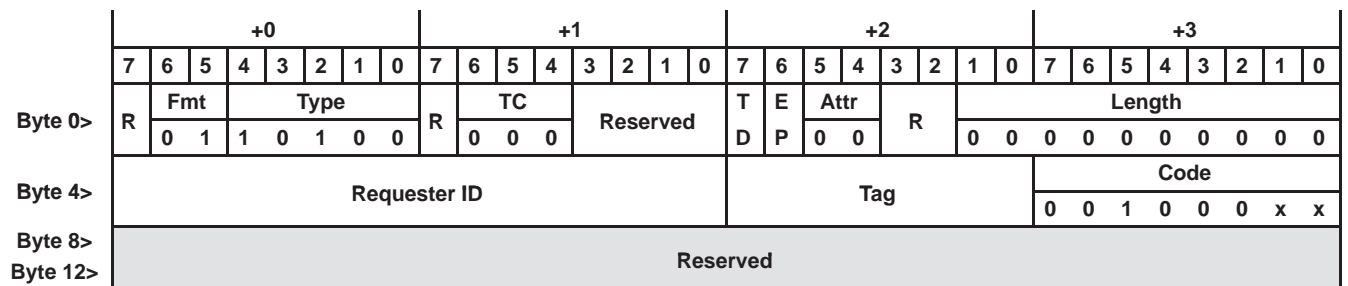 +0 +1 +2 +3
7 6 5 4 3 2 1 0 7 6 5 4 3 2 1 0 7 6 5 4 3 2 1 0 7 6 5 4 3 2 1 0
Byte 0> R Fmt Type R TC Reserved T D E P Attr R Length
0 1 1 0 1 0 0 0 0 0 0 0 0 0 0 0 0 0 0 0 0 0
Byte 4> Requester ID Tag Code
0 0 1 0 0 0 x x
Byte 8>
Byte 12> Reserved